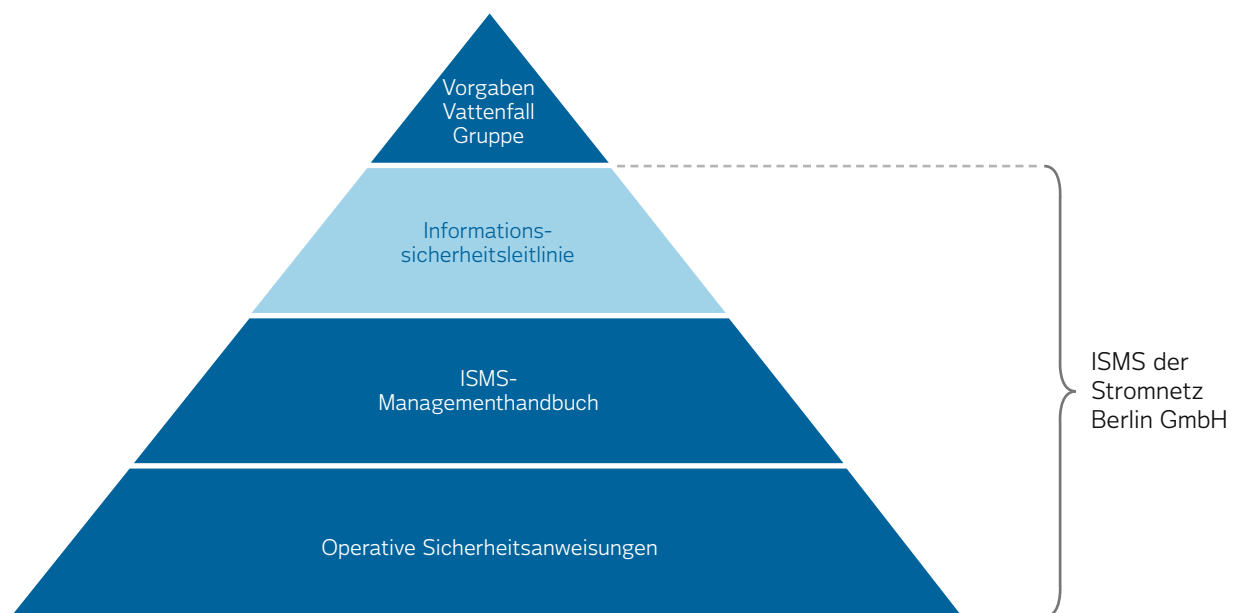 Vorgaben
Vattenfall
Gruppe
Informations-
sicherheitsleitlinie
ISMS-
Managementhandbuch
Operative Sicherheitsanweisungen
ISMS der
Stromnetz
Berlin GmbH